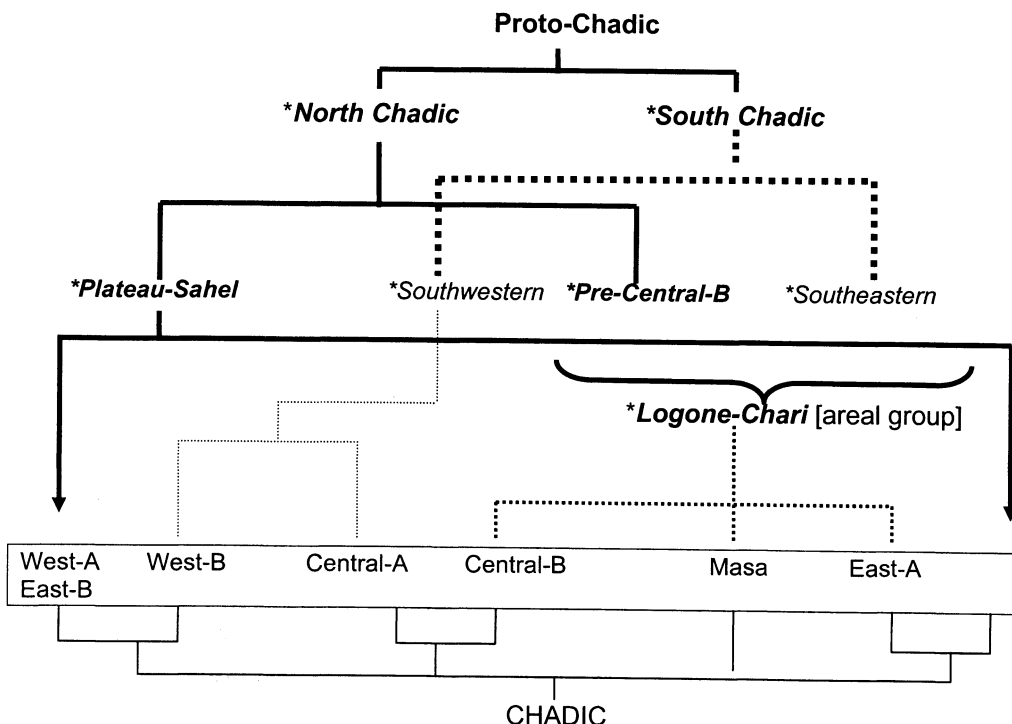 Proto-Chadic
*North Chadic *South Chadic
*Plateau-Sahel *Southwestern *Pre-Central-B *Southeastern
*Logone-Chari [areal group]
West-A West-B Central-A Central-B Masa East-A
East-B
CHADIC